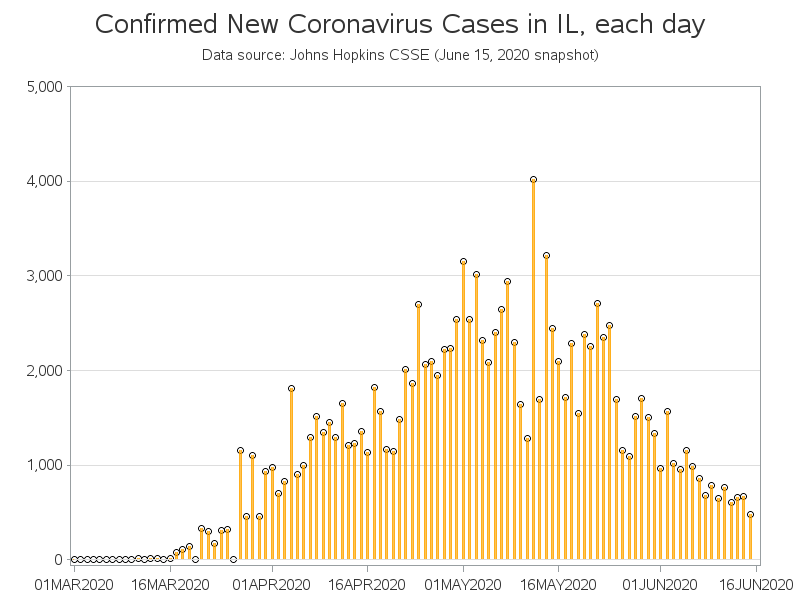 Confirmed New Coronavirus Cases in IL, each day
Data source: Johns Hopkins CSSE (June 15, 2020 snapshot)
5,000
4,000
3,000
2,000
1,000
0
01MAR2020 16MAR2020 01APR2020 16APR2020 01MAY2020 16MAY2020 01JUN2020 16JUN2020